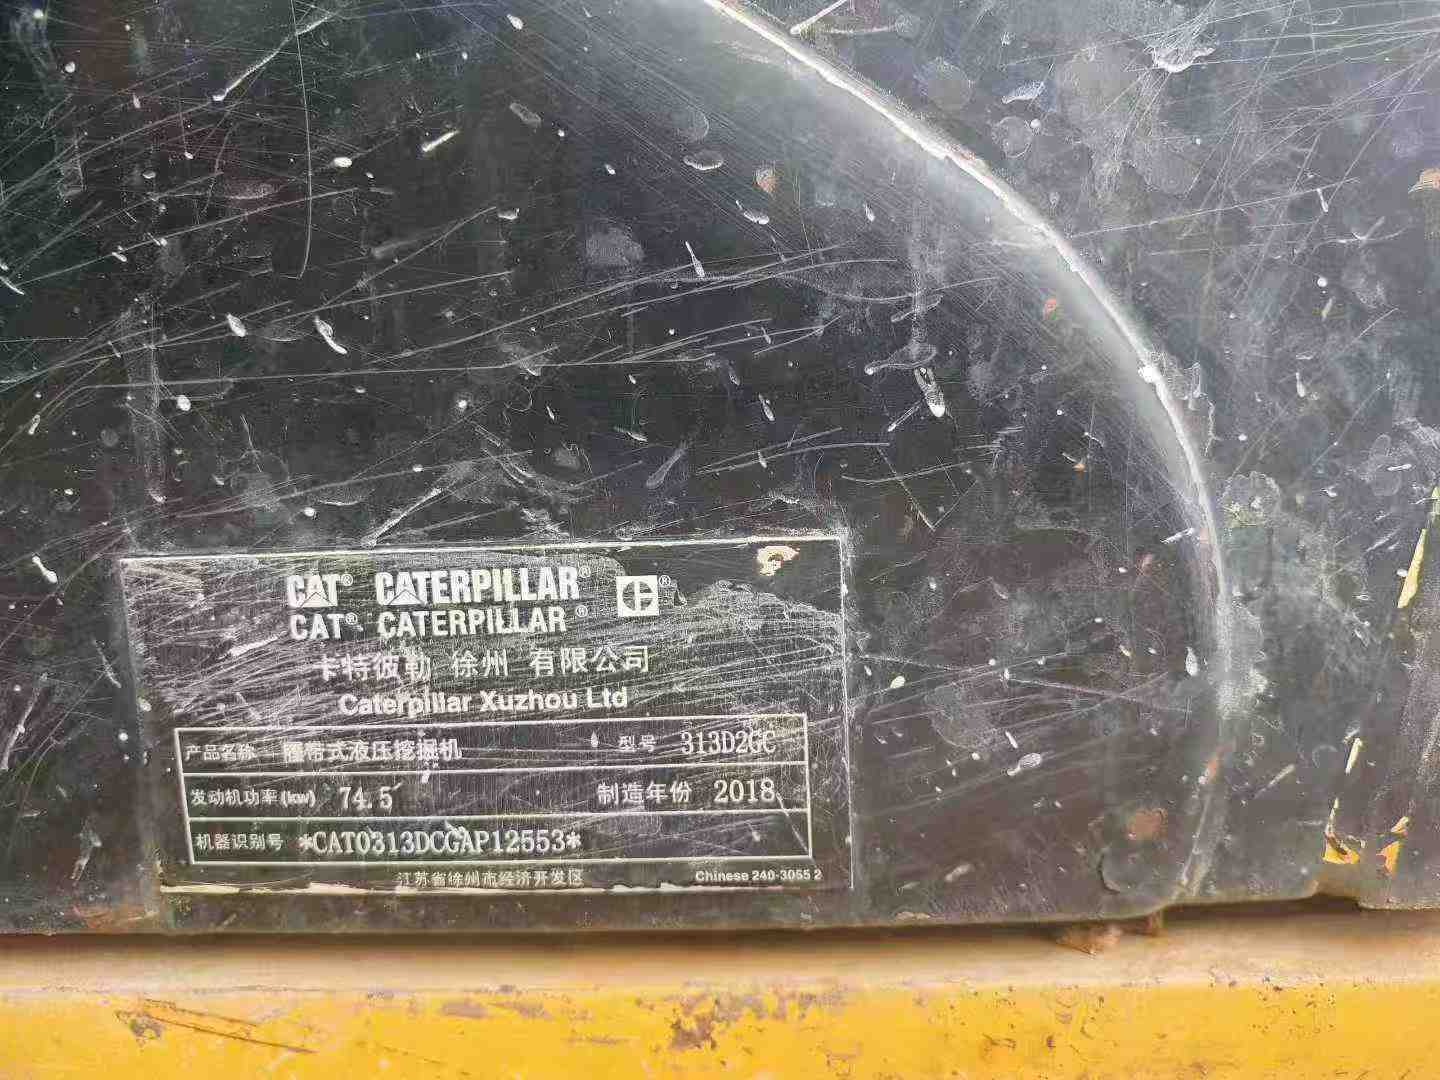 CAT® CATERPILLAR®
CAT® CATERPILLAR®
卡特彼勒 徐州 有限公司
Caterpillar Xuzhou Ltd
产品名称 履带式液压挖掘机 型号 313D2GC
发动机功率(kw) 74.5 制造年份 2018
机器识别号 *CAT0313DCGAP12553*
江苏省徐州市经济开发区 Chinese 240-3055 2